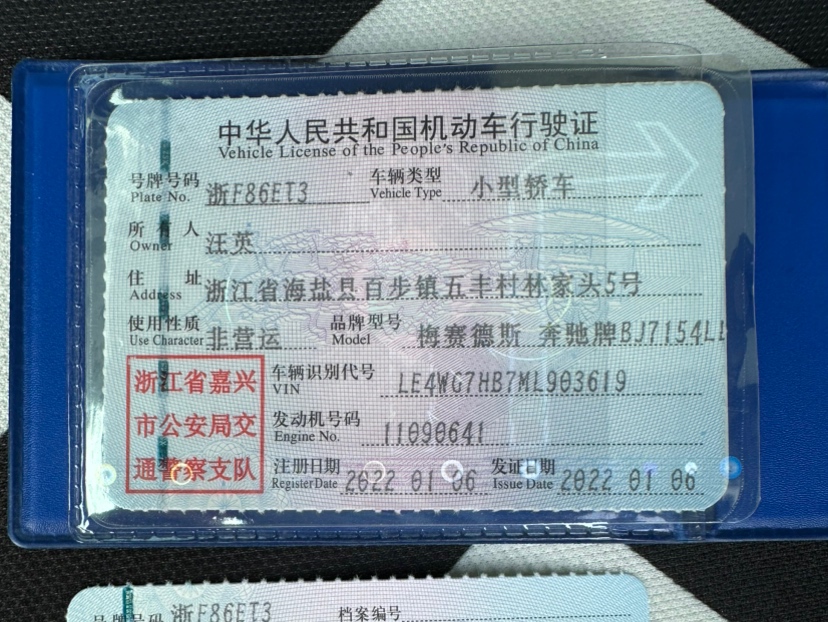 中华人民共和国机动车行驶证
Vehicle License of the People's Republic of China
号牌号码 浙F86ET3 车辆类型 小型轿车
Plate No. Vehicle Type
所有人 汪英
Owner
住址 浙江省海盐县百步镇五丰村林家头5号
Address
使用性质 非营运 品牌型号 梅赛德斯 奔驰牌BJ7154LL
Use Character Model
浙江省嘉兴
市公安局交
通警察支队
车辆识别代号 LE4WG7HB7ML903619
VIN
发动机号码 11090641
Engine No.
注册日期 2022 01 06 发证日期 2022 01 06
Register Date Issue Date
号牌号码 浙F86ET3 档案编号